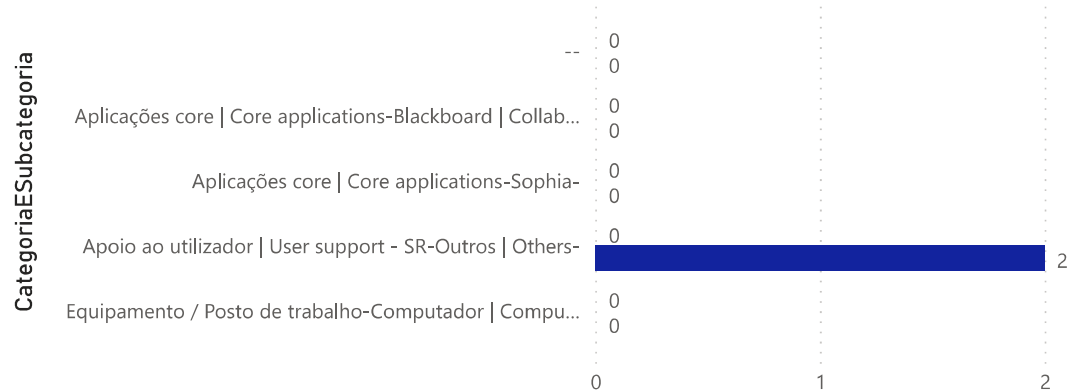 CategoriaESubcategoria
0
--
0
0
Aplicações core | Core applications-Blackboard | Collab...
0
0
Aplicações core | Core applications-Sophia-
0
0
Apoio ao utilizador | User support - SR-Outros | Others-
2
0
Equipamento / Posto de trabalho-Computador | Compu...
0
0 1 2